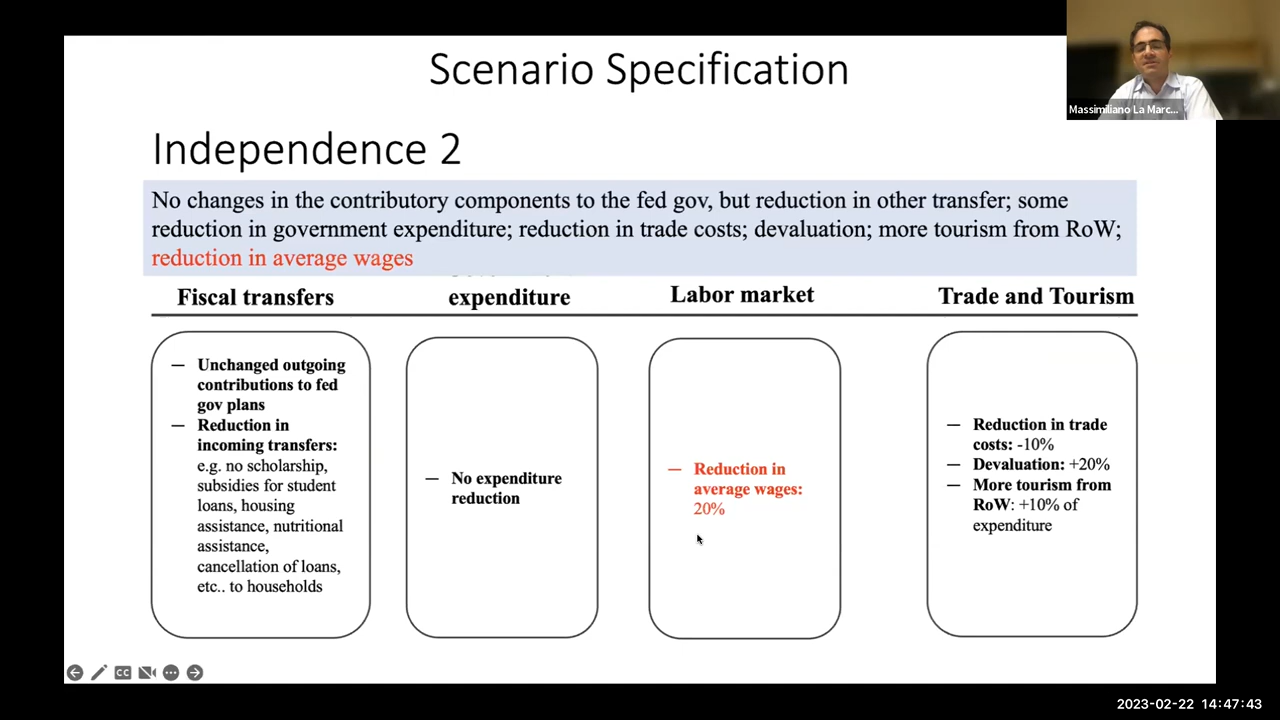 Scenario Specification
Massimiliano La Marc...
Independence 2
No changes in the contributory components to the fed gov, but reduction in other transfer; some
reduction in government expenditure; reduction in trade costs; devaluation; more tourism from RoW;
reduction in average wages
Fiscal transfers
expenditure
Labor market
Trade and Tourism
— Unchanged outgoing
contributions to fed
gov plans
— Reduction in
incoming transfers:
e.g. no scholarship,
subsidies for student
loans, housing
assistance, nutritional
assistance,
cancellation of loans,
etc.. to households
— No expenditure
reduction
— Reduction in
average wages:
20%
— Reduction in trade
costs: -10%
— Devaluation: +20%
— More tourism from
RoW: +10% of
expenditure
CC
2023-02-22 14:47:43